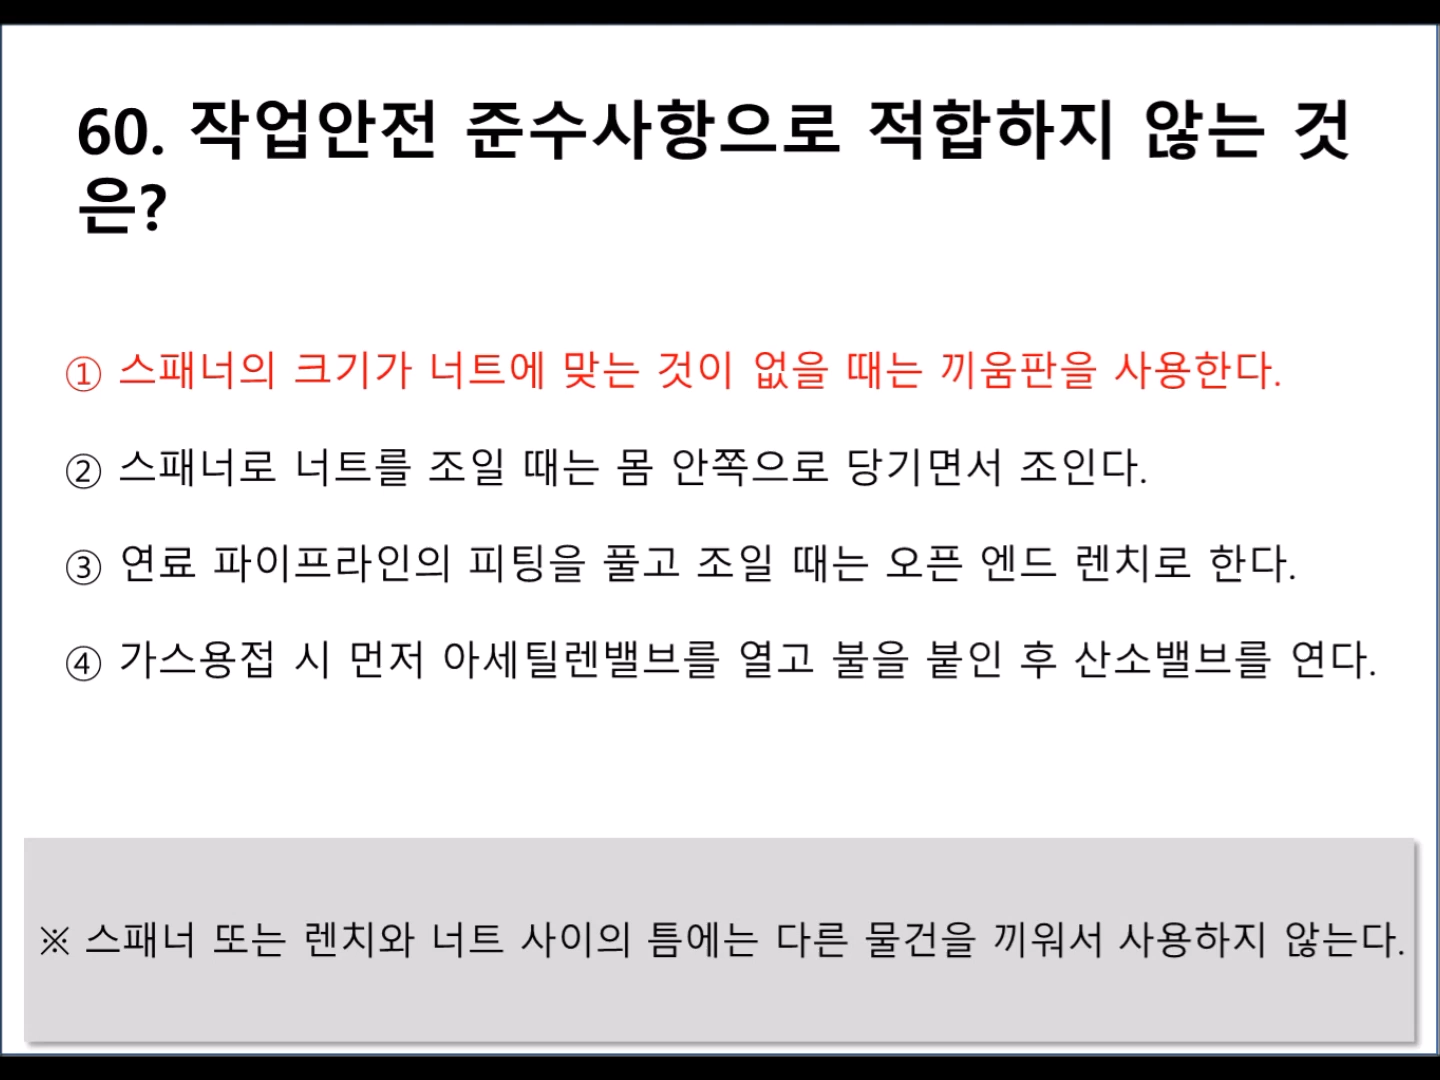 60. 작업안전 준수사항으로 적합하지 않는 것
은?
① 스패너의 크기가 너트에 맞는 것이 없을 때는 끼움판을 사용한다.
② 스패너로 너트를 조일 때는 몸 안쪽으로 당기면서 조인다.
③ 연료 파이프라인의 피팅을 풀고 조일 때는 오픈 엔드 렌치로 한다.
④ 가스용접 시 먼저 아세틸렌밸브를 열고 불을 붙인 후 산소밸브를 연다.
※ 스패너 또는 렌치와 너트 사이의 틈에는 다른 물건을 끼워서 사용하지 않는다.